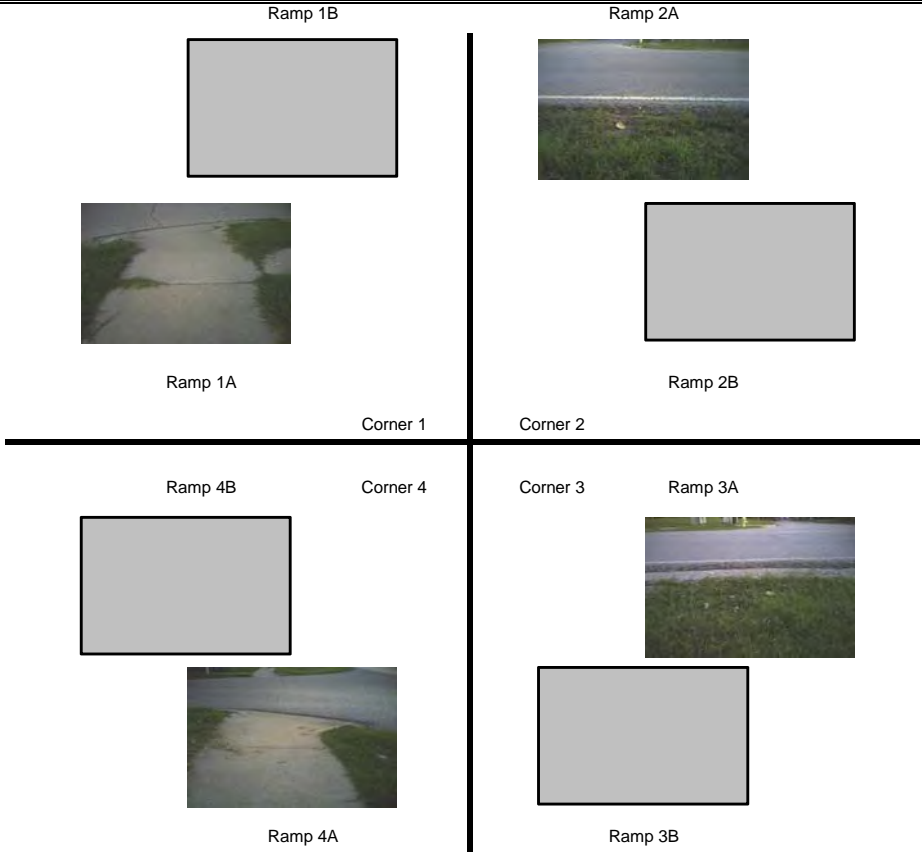 Ramp 1B
Ramp 2A
Ramp 1A
Ramp 2B
Corner 1
Corner 2
Ramp 4B
Corner 4
Corner 3
Ramp 3A
Ramp 4A
Ramp 3B